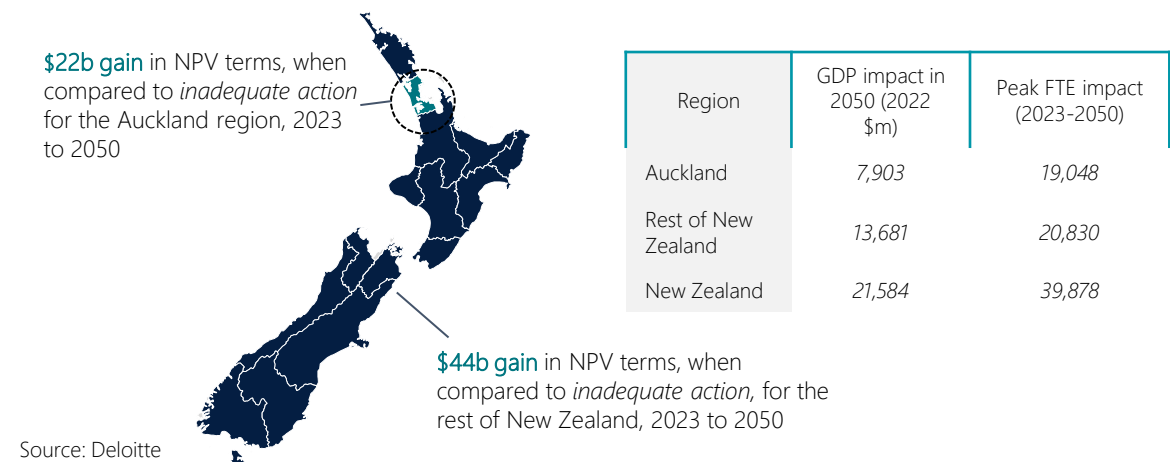 $22b gain in NPV terms, when
compared to inadequate action
for the Auckland region, 2023
to 2050
Region
GDP impact in
2050 (2022
$m)
Peak FTE impact
(2023-2050)
Auckland
7,903
19,048
Rest of New
Zealand
13,681
20,830
New Zealand
21,584
39,878
$44b gain in NPV terms, when
compared to inadequate action, for the
rest of New Zealand, 2023 to 2050
Source: Deloitte